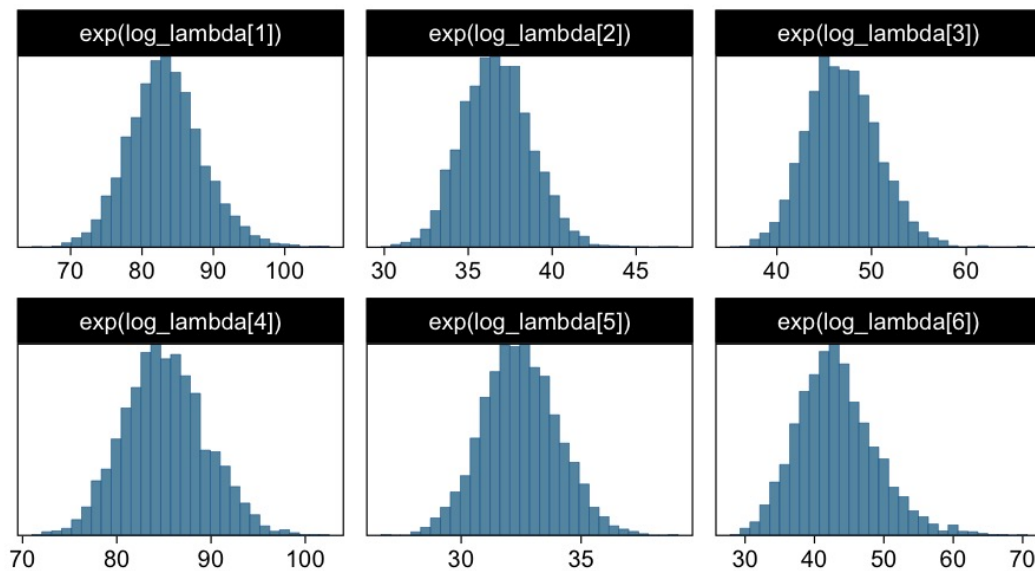 exp(log_lambda[1])
exp(log_lambda[2])
exp(log_lambda[3])
70 80 90 100
30 35 40 45
40 50 60
exp(log_lambda[4])
exp(log_lambda[5])
exp(log_lambda[6])
70 80 90 100
30 35
30 40 50 60 70